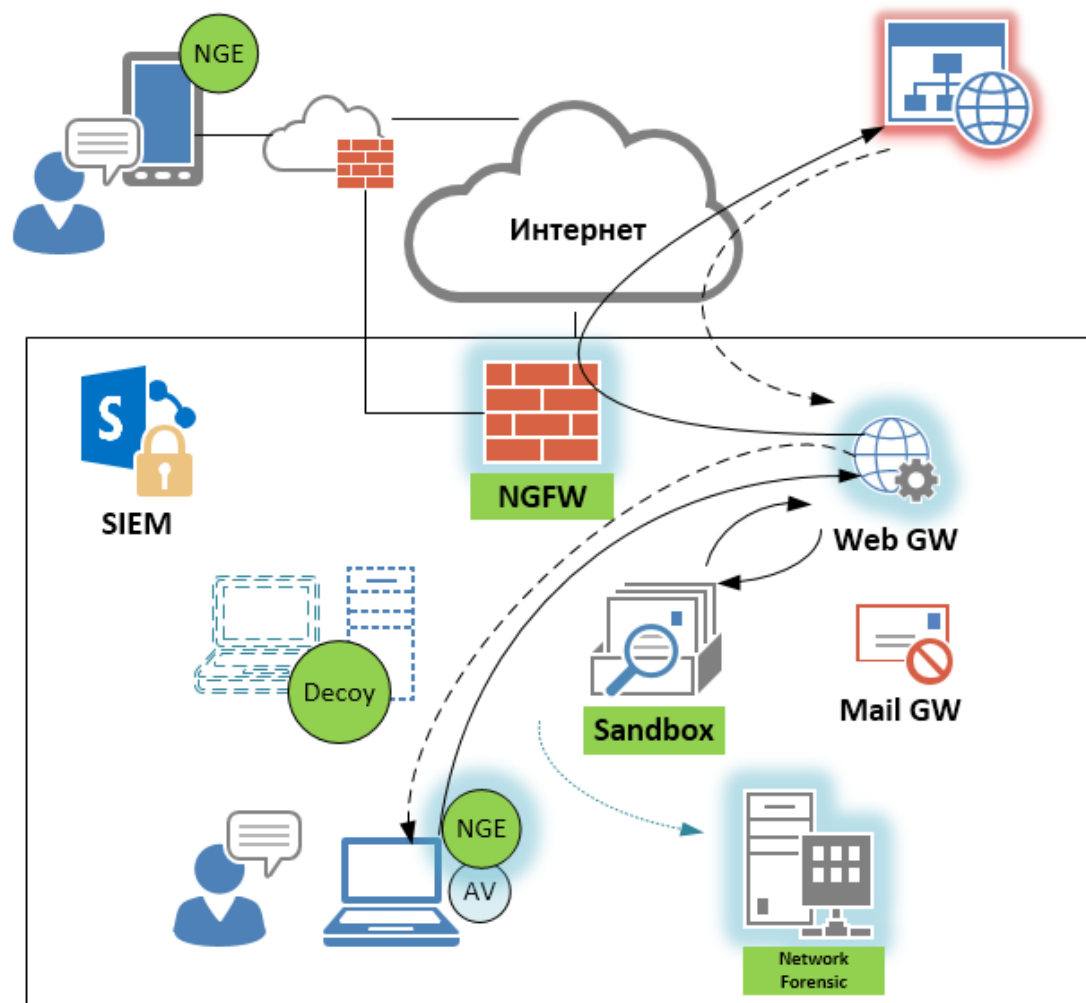 NGE
Интернет
S
SIEM
NGFW
Web GW
Decoy
Sandbox
Mail GW
NGE
AV
Network
Forensic